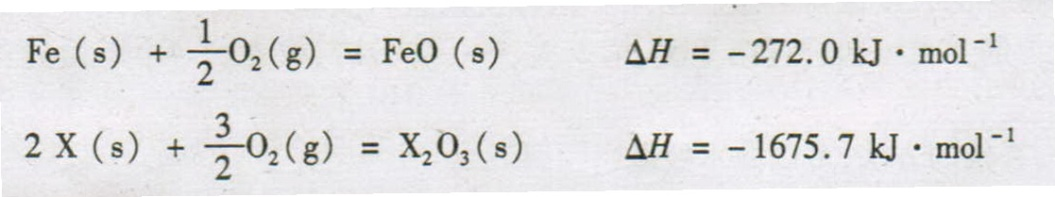 Fe (s) + 1/2 O₂(g) = FeO (s) ΔH = -272.0 kJ · mol⁻¹
2 X (s) + 3/2 O₂(g) = X₂O₃(s) ΔH = -1675.7 kJ · mol⁻¹